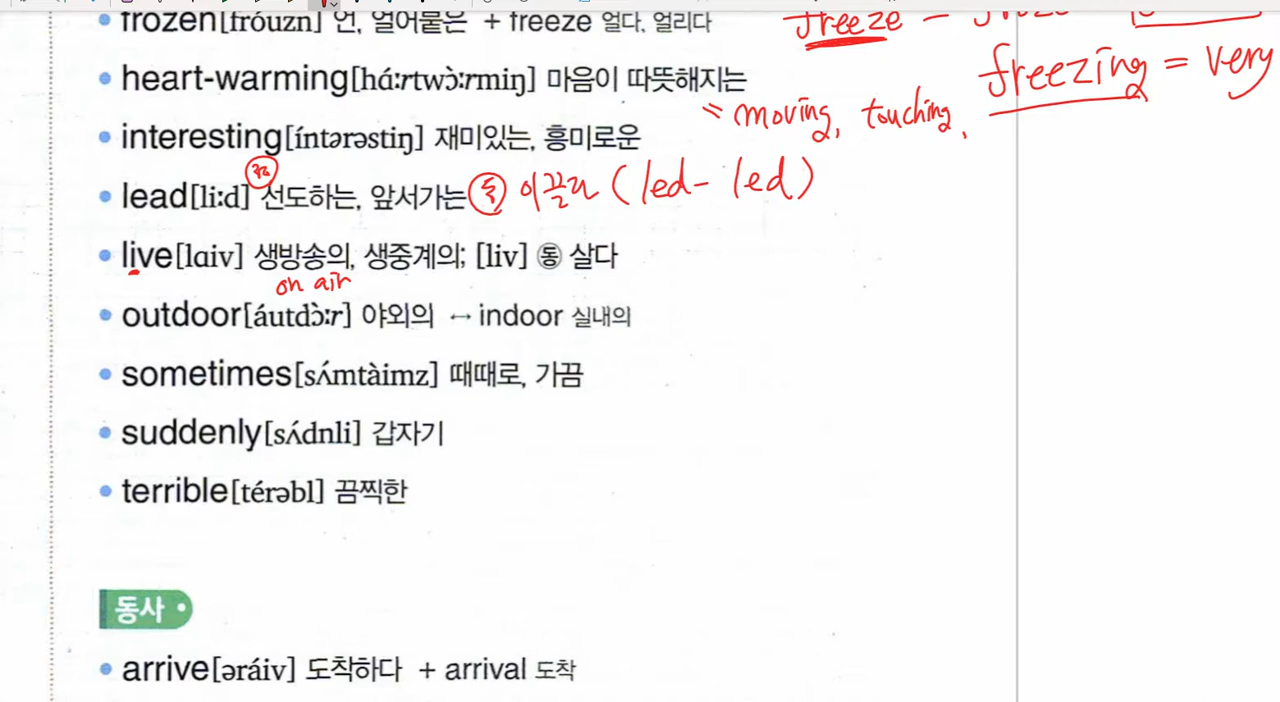 frozen[fróuzn] 언, 얼어붙은 + freeze 얼다, 얼리다
freeze -
freezing = very
heart-warming[hάːrtwɔ̀ːrmiŋ] 마음이 따뜻해지는
= moving, touching,
interesting[íntərəstiŋ] 재미있는, 흥미로운
lead[liːd] 선도하는, 앞서가는 동 이끌다 (led- led)
live[laiv] 생방송의, 생중계의; [liv] 동 살다
on air
outdoor[áutdɔ̀ːr] 야외의 ↔ indoor 실내의
sometimes[sʌ́mtàimz] 때때로, 가끔
suddenly[sʌ́dnli] 갑자기
terrible[térəbl] 끔찍한
동사
arrive[əráiv] 도착하다 + arrival 도착